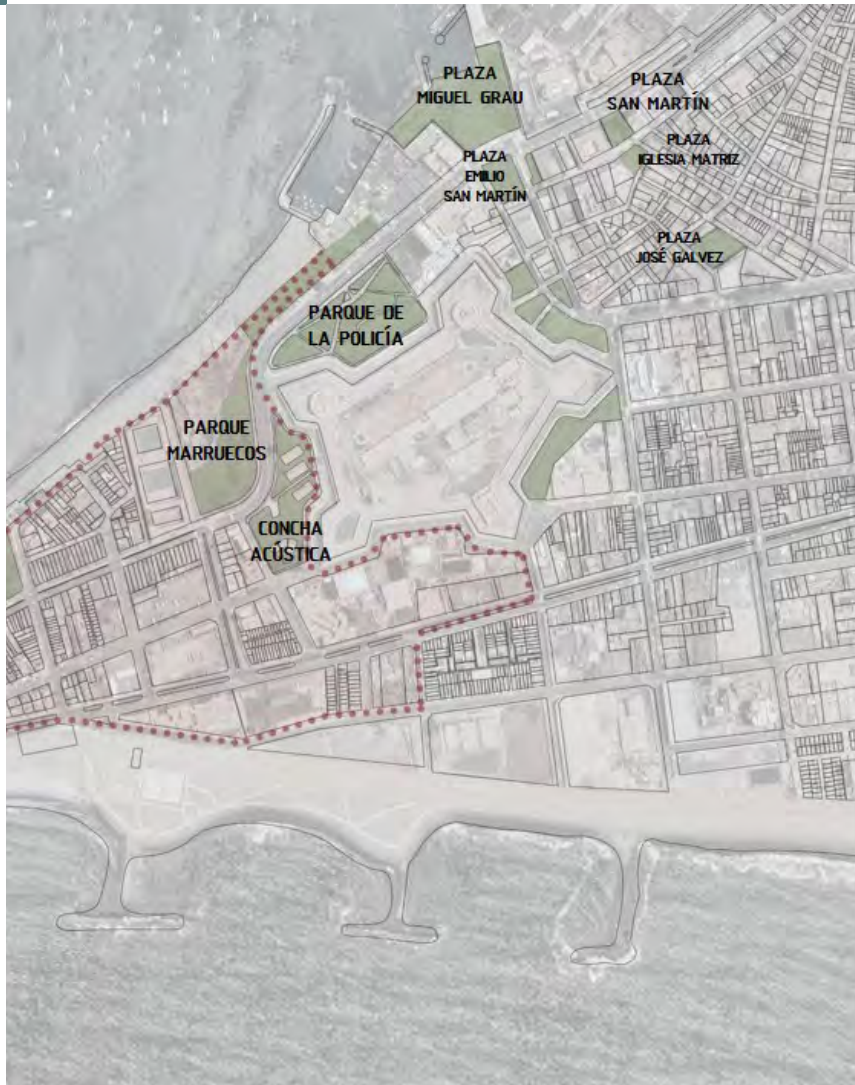 PLAZA
MIGUEL GRAU
PLAZA
SAN MARTÍN
PLAZA
IGLESIA MATRIZ
PLAZA
EMILIO
SAN MARTÍN
PLAZA
JOSÉ GALVEZ
PARQUE DE
LA POLICÍA
PARQUE
MARRUECOS
CONCHA
ACÚSTICA